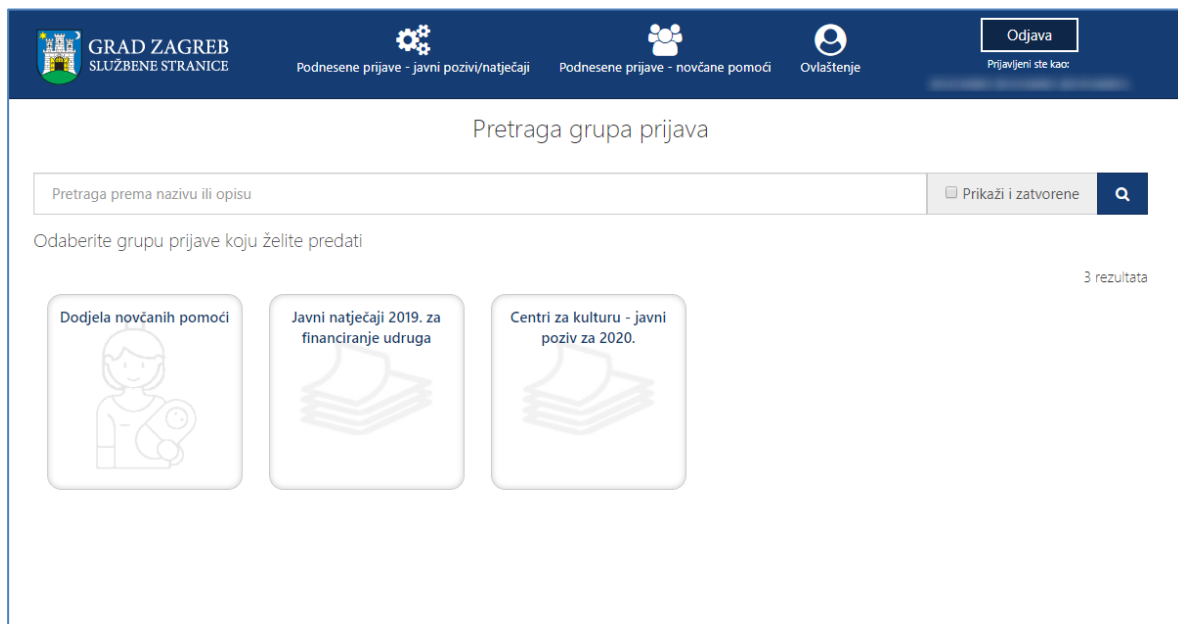 GRAD ZAGREB
SLUŽBENE STRANICE
Podnesene prijave - javni pozivi/natječaji
Podnesene prijave - novčane pomoći
Ovlaštenje
Odjava
Prijavljeni ste kao:
Pretraga grupa prijava
Pretraga prema nazivu ili opisu
Prikaži i zatvorene
Odaberite grupu prijave koju želite predati
3 rezultata
Dodjela novčanih pomoći
Javni natječaji 2019. za
financiranje udruga
Centri za kulturu - javni
poziv za 2020.